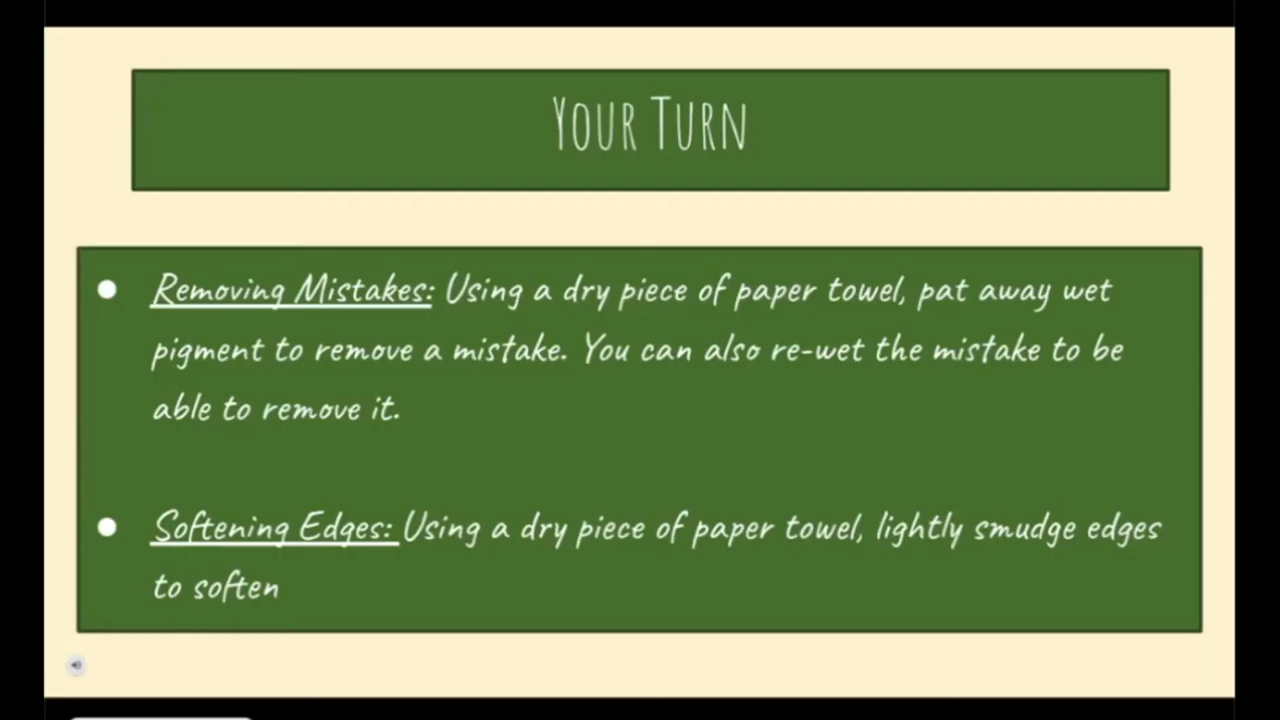 Your Turn
● Removing Mistakes: Using a dry piece of paper towel, pat away wet
pigment to remove a mistake. You can also re-wet the mistake to be
able to remove it.
● Softening Edges: Using a dry piece of paper towel, lightly smudge edges
to soften